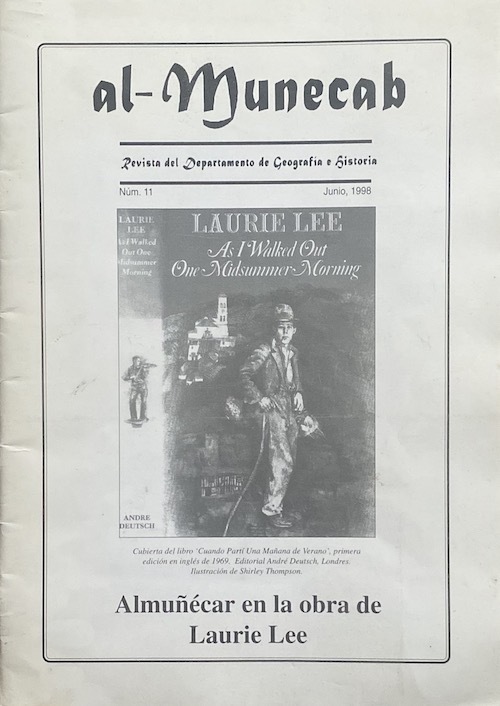 al-Munecab
Revista del Departamento de Geografía e Historia
Núm. 11
Junio, 1998
LAURIE
LEE
As I Walked
Out One
Midsummer
Morning
LAURIE LEE
As I Walked Out
One Midsummer Morning
ANDRE
DEUTSCH
Cubierta del libro 'Cuando Partí Una Mañana de Verano', primera
edición en inglés de 1969. Editorial André Deutsch, Londres.
Ilustración de Shirley Thompson.
Almuñécar en la obra de
Laurie Lee